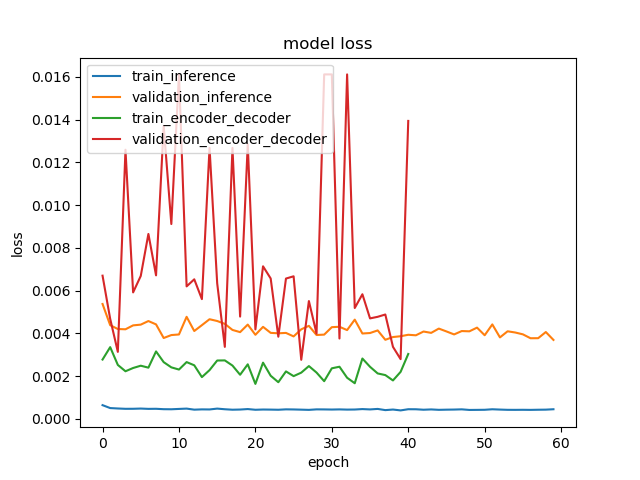 model loss
train_inference
validation_inference
train_encoder_decoder
validation_encoder_decoder
0.016
0.014
0.012
0.010
0.008
0.006
0.004
0.002
0.000
loss
0 10 20 30 40 50 60
epoch